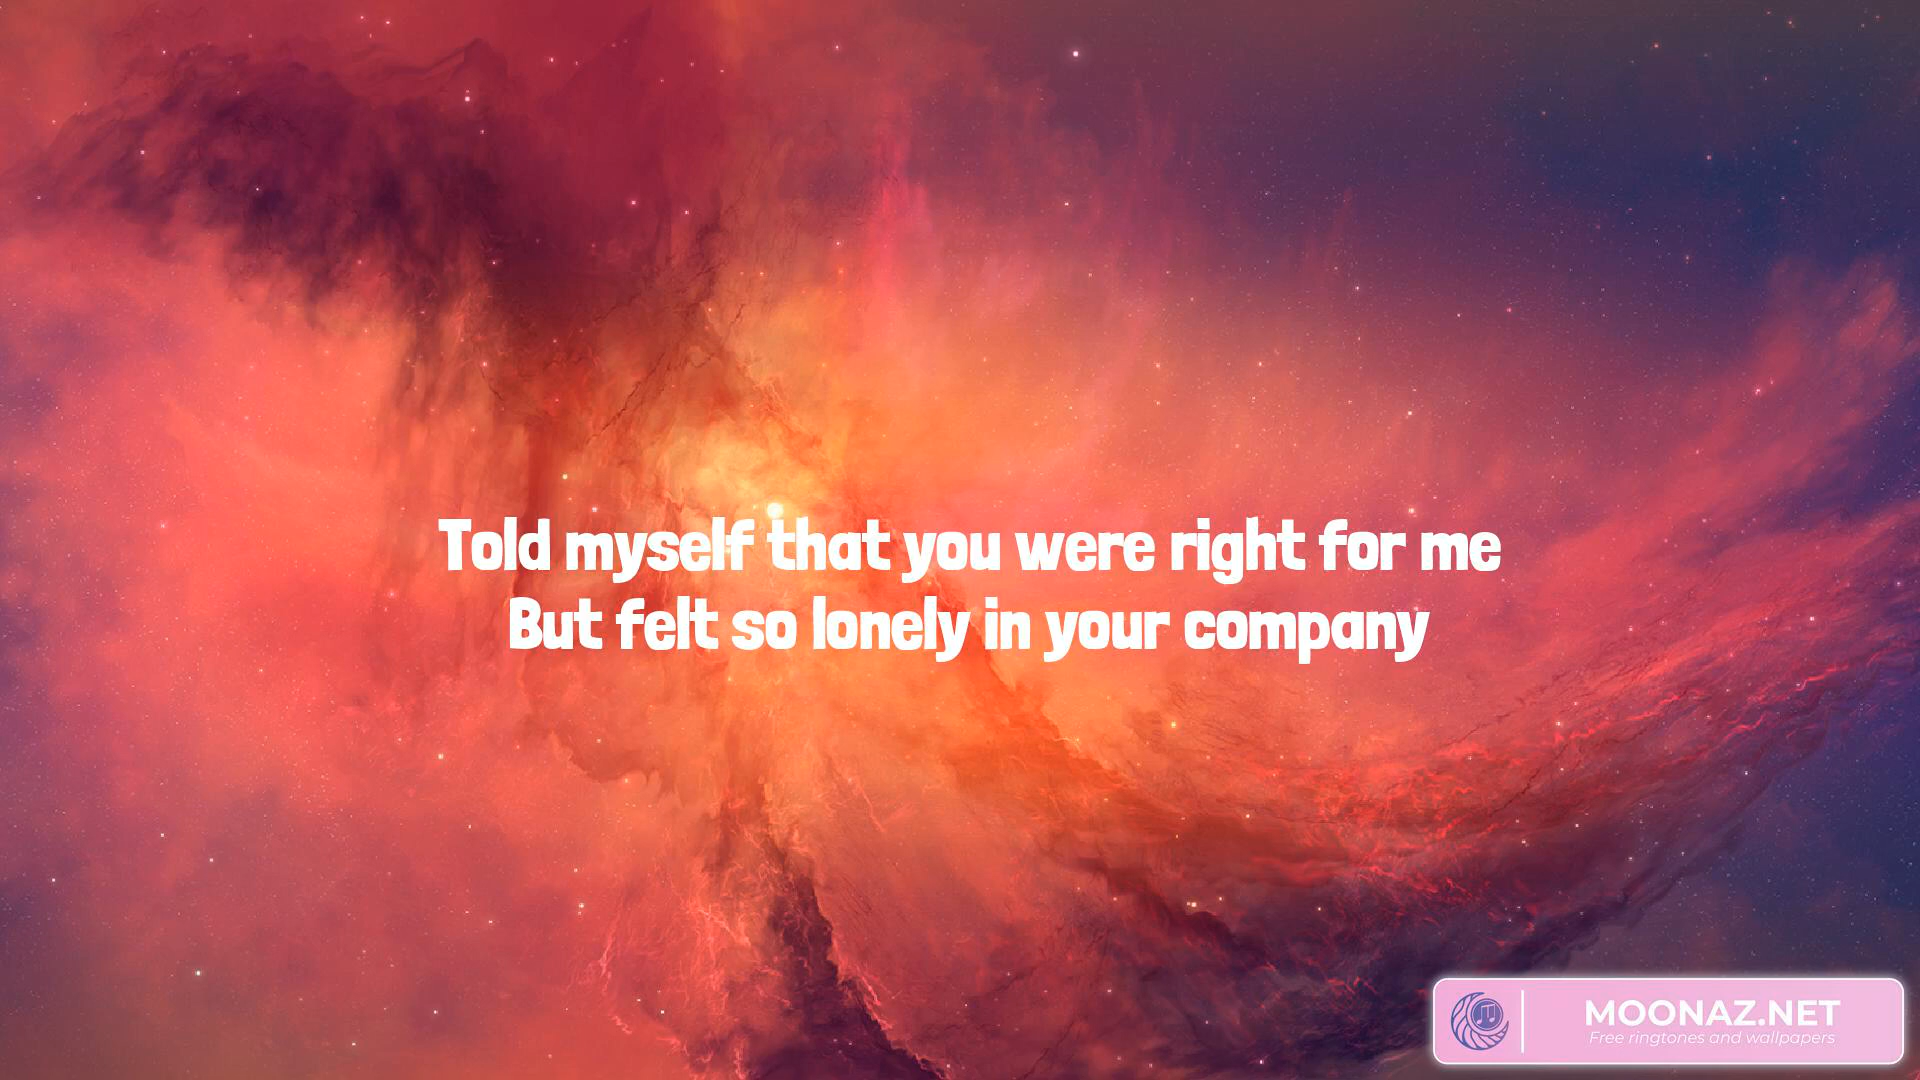 Told myself that you were right for me
But felt so lonely in your company
MOONAZ.NET
Free ringtones and wallpapers